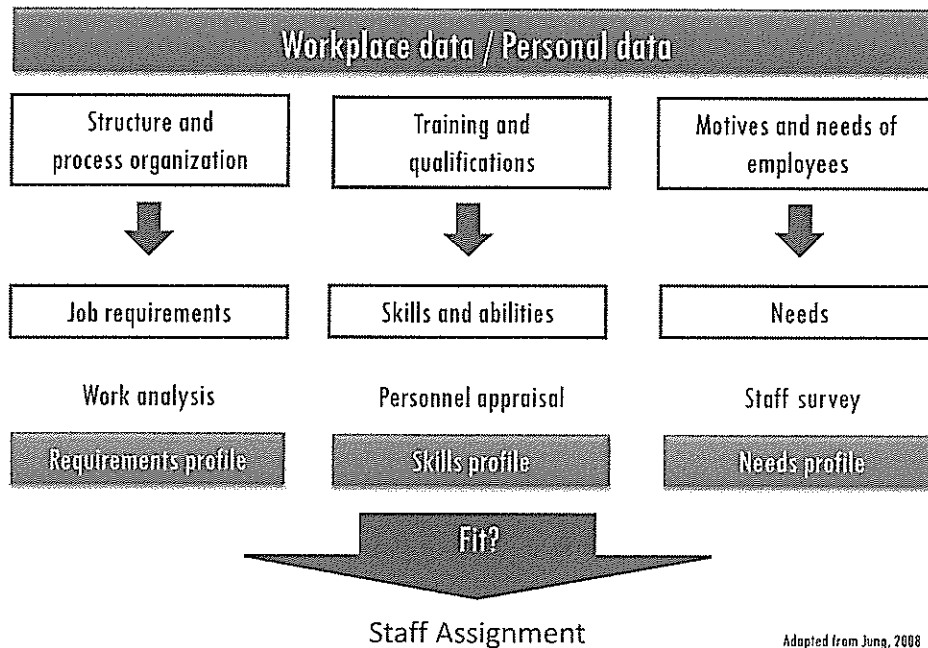 Workplace data / Personal data
Structure and
process organization
Training and
qualifications
Motives and needs of
employees
Job requirements
Skills and abilities
Needs
Work analysis
Personnel appraisal
Staff survey
Requirements profile
Skills profile
Needs profile
Fit?
Staff Assignment
Adapted from Jung, 2008